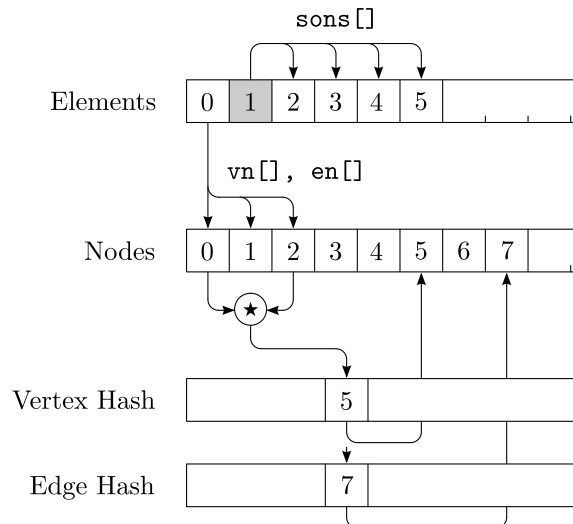 sons[]
Elements 0 1 2 3 4 5
vn[], en[]
Nodes 0 1 2 3 4 5 6 7
Vertex Hash 5
Edge Hash 7